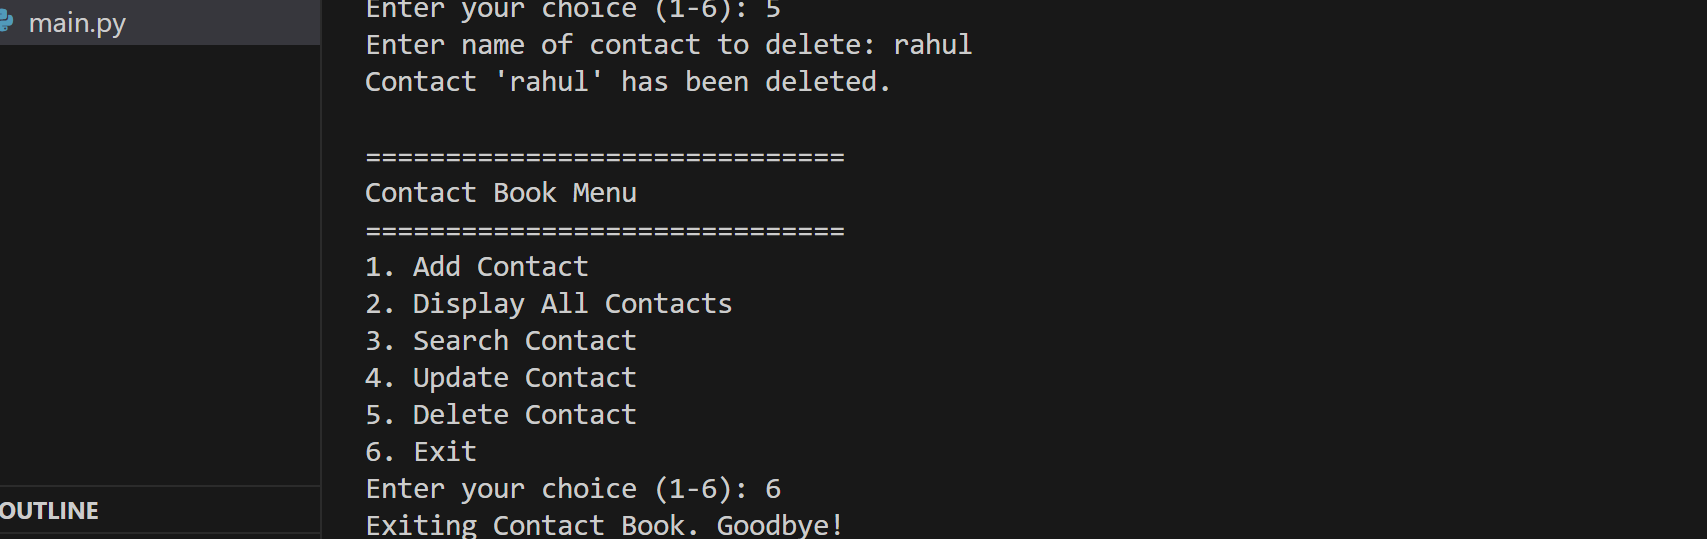 main.py
Enter your choice (1-6): 5
Enter name of contact to delete: rahul
Contact 'rahul' has been deleted.
==============================
Contact Book Menu
==============================
1. Add Contact
2. Display All Contacts
3. Search Contact
4. Update Contact
5. Delete Contact
6. Exit
Enter your choice (1-6): 6
Exiting Contact Book. Goodbye!
OUTLINE